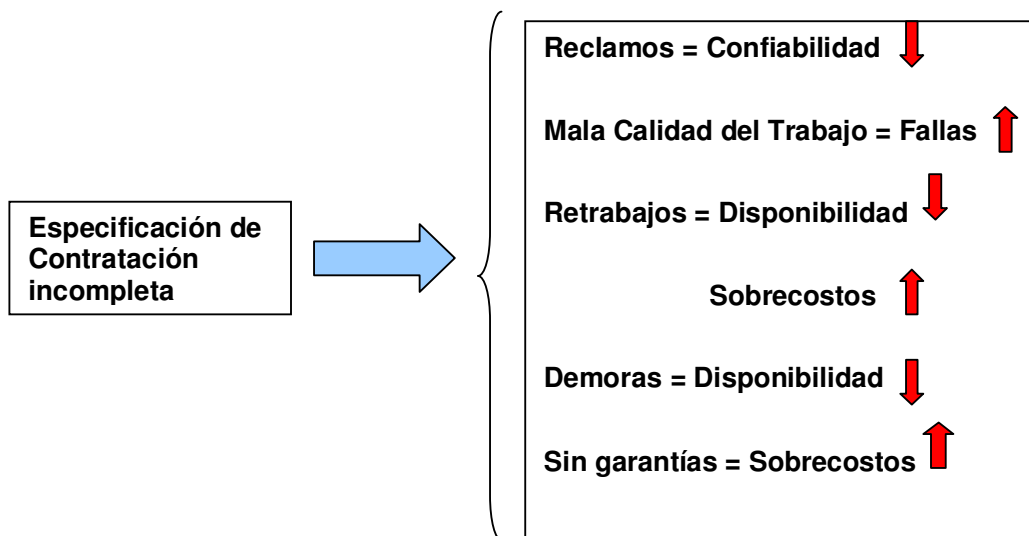 Especificación de
Contratación
incompleta
Reclamos = Confiabilidad
Mala Calidad del Trabajo = Fallas
Retrabajos = Disponibilidad
Sobrecostos
Demoras = Disponibilidad
Sin garantías = Sobrecostos